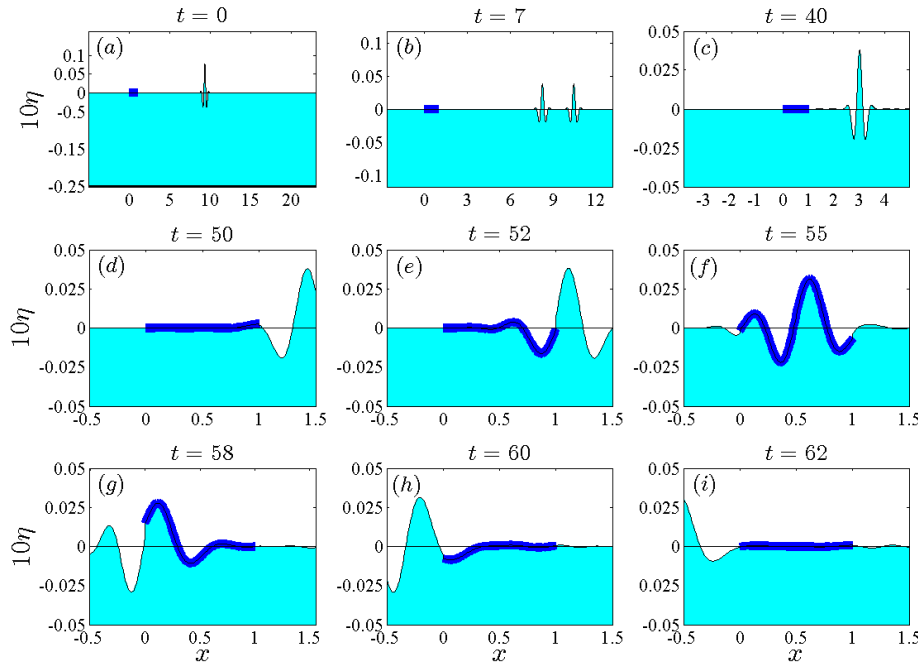 t = 0 t = 7 t = 40
(a) (b) (c)
10η
0.1 0.05 0 -0.5 -0.15 -0.25
0 5 10 15 20
0.1 0.05 0 -0.05 -0.1
0 3 6 9 12
0.05 0.025 0 -0.025 -0.05
-3 -2 -1 0 1 2 3 4
t = 50 t = 52 t = 55
(d) (e) (f)
10η
0.05 0.025 0 -0.025 -0.05
-0.5 0 0.5 1 1.5
0.05 0.025 0 -0.025 -0.05
-0.5 0 0.5 1 1.5
0.05 0.025 0 -0.025 -0.05
-0.5 0 0.5 1 1.5
t = 58 t = 60 t = 62
(g) (h) (i)
10η
0.05 0.025 0 -0.025 -0.05
-0.5 0 0.5 1 1.5
x
0.05 0.025 0 -0.025 -0.05
-0.5 0 0.5 1 1.5
x
0.05 0.025 0 -0.025 -0.05
-0.5 0 0.5 1 1.5
x